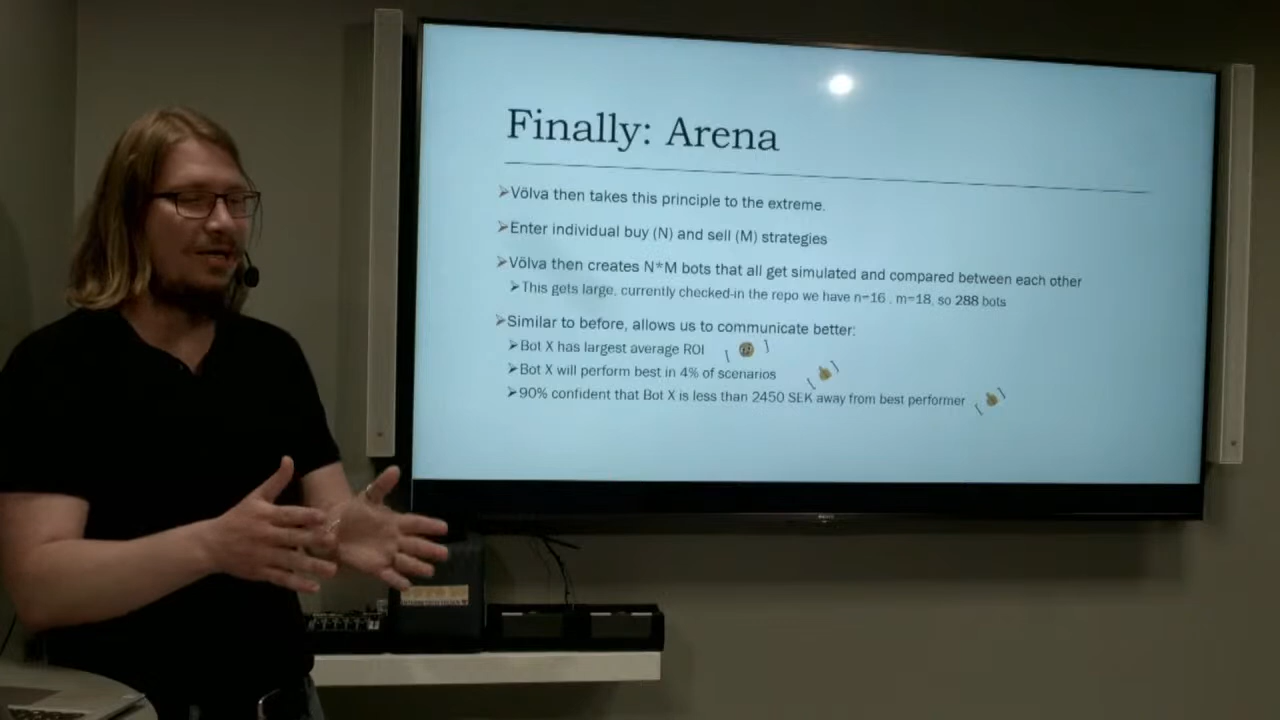 Finally: Arena
Völva then takes this principle to the extreme.
Enter individual buy (N) and sell (M) strategies
Völva then creates N*M bots that all get simulated and compared between each other
This gets large, currently checked-in the repo we have n=16 , m=18, so 288 bots
Similar to before, allows us to communicate better:
Bot X has largest average ROI
Bot X will perform best in 4% of scenarios
90% confident that Bot X is less than 2450 SEK away from best performer